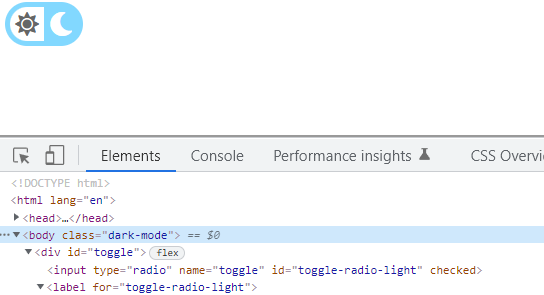 Elements Console Performance insights CSS Overvi
<!DOCTYPE html>
<html lang="en">
<head>…</head>
<body class="dark-mode"> == $0
<div id="toggle"> flex
<input type="radio" name="toggle" id="toggle-radio-light" checked>
<label for="toggle-radio-light">